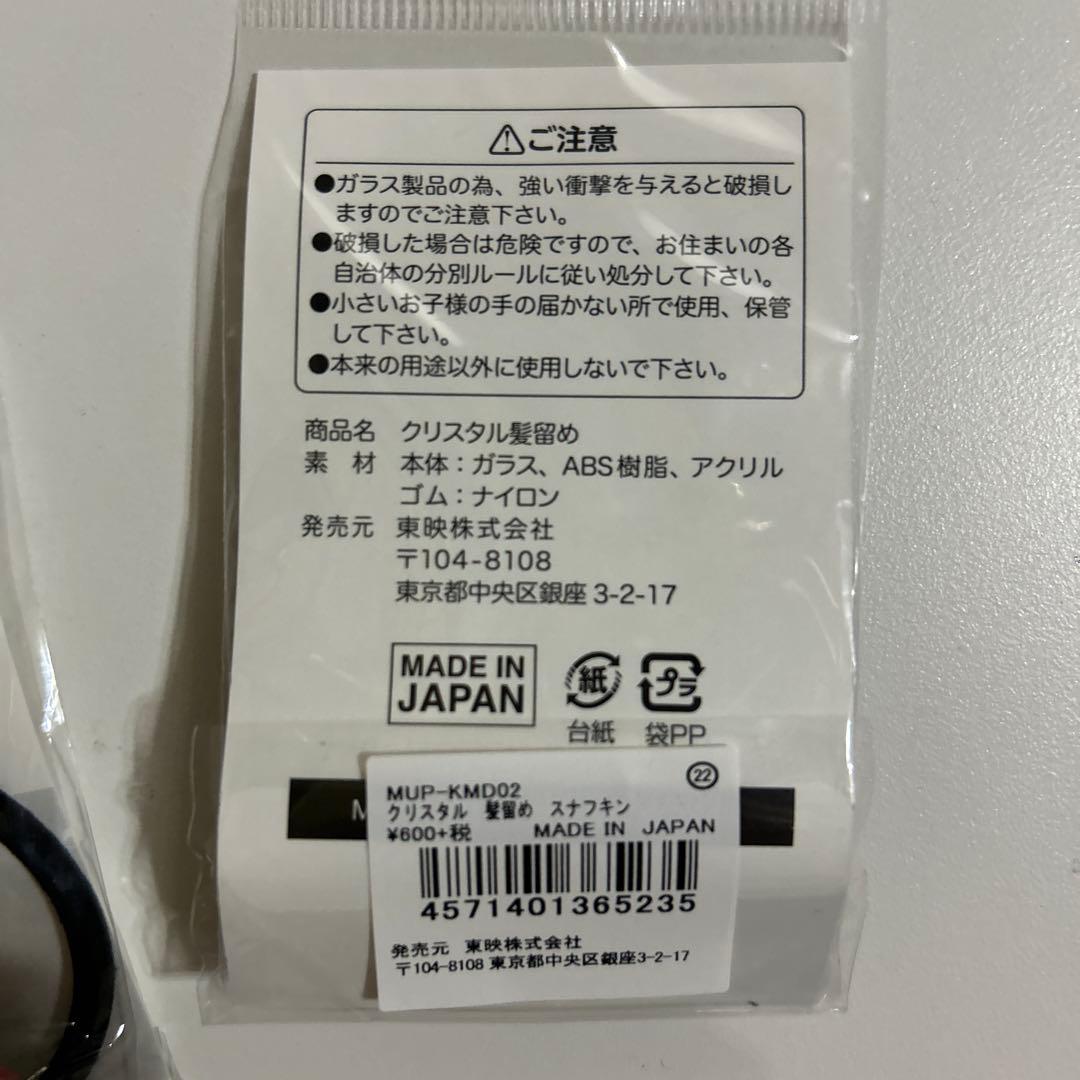 ⚠ご注意
●ガラス製品の為、強い衝撃を与えると破損し
ますのでご注意下さい。
●破損した場合は危険ですので、お住まいの各
自治体の分別ルールに従い処分して下さい。
●小さいお子様の手の届かない所で使用、保管
して下さい。
●本来の用途以外に使用しないで下さい。
商品名 クリスタル髪留め
素 材 本体：ガラス、ABS樹脂、アクリル
ゴム：ナイロン
発売元 東映株式会社
〒104-8108
東京都中央区銀座 3-2-17
MADE IN
JAPAN
紙 プラ
台紙 袋PP
22
MUP-KMD02
クリスタル 髪留め スナフキン
¥600+税 MADE IN JAPAN
4571401365235
発売元 東映株式会社
〒104-8108 東京都中央区銀座3-2-17